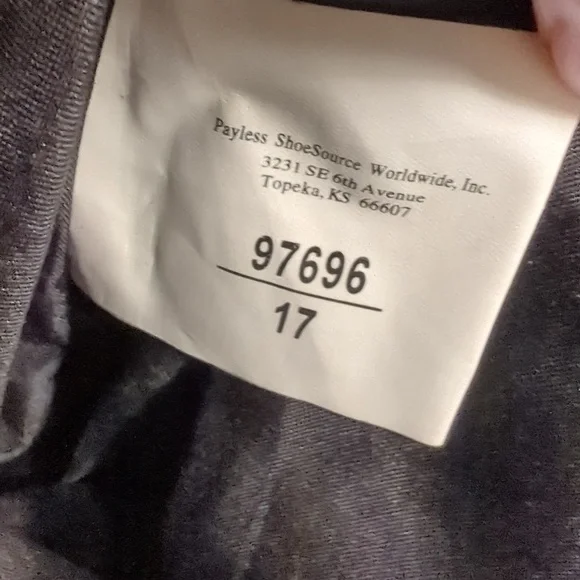 Payless ShoeSource Worldwide, Inc.
3231 SE 6th Avenue
Topeka, KS 66607
97696
17